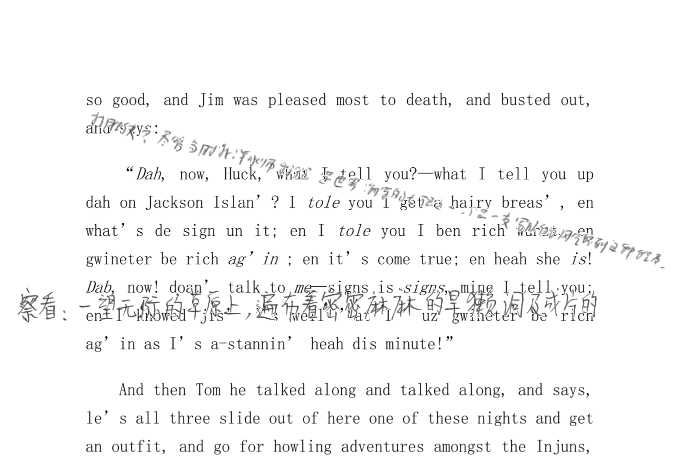 so good, and Jim was pleased most to death, and busted out,
and says:
“Dah, now, Huck, what I tell you?—what I tell you up
dah on Jackson Islan’? I tole you I got a hairy breas’, en
what’s de sign un it; en I tole you I ben rich wunst, en
gwineter be rich ag’in; en it’s come true; en heah she is!
Dah, now! doan’ talk to me—signs is signs, mine I tell you;
察看：一望无际的草原上，遍布着密密麻麻的旱獭洞及成片的
en I knowed jis’ well ’at I ’uz gwineter be rich
ag’in as I’s a-stannin’ heah dis minute!”
And then Tom he talked along and talked along, and says,
le’s all three slide out of here one of these nights and get
an outfit, and go for howling adventures amongst the Injuns,